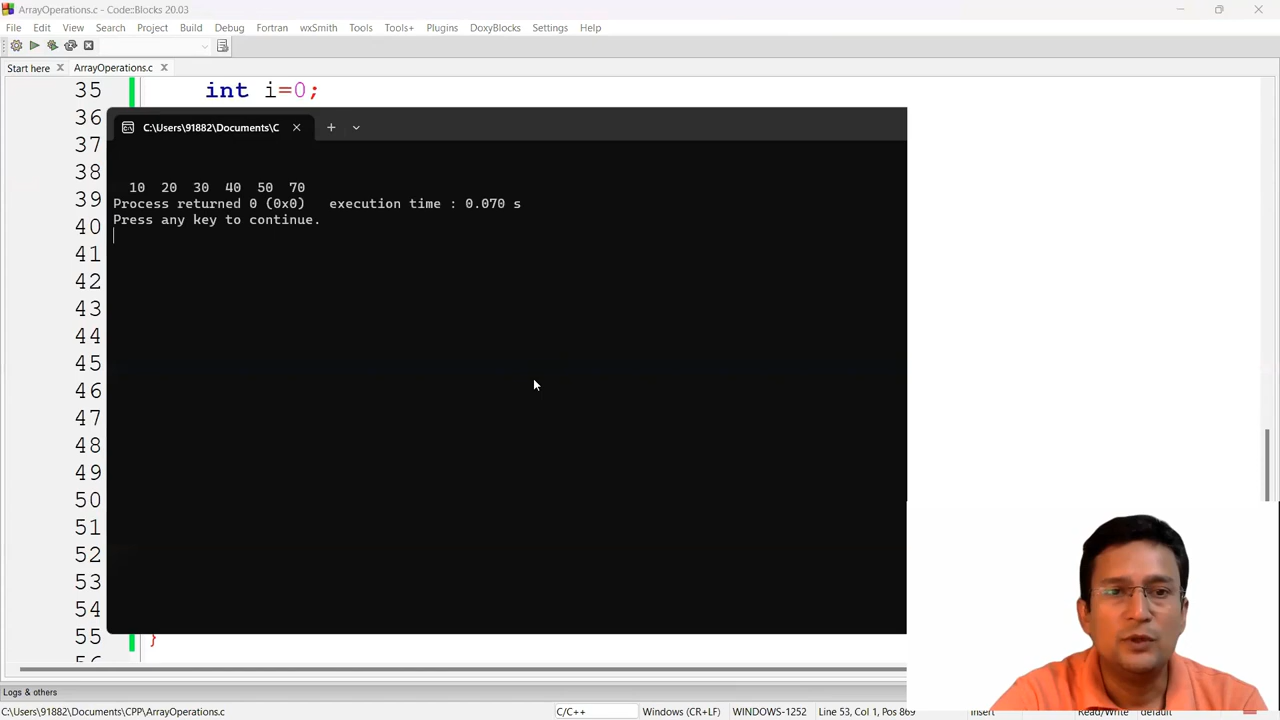 ArrayOperations.c - Code::Blocks 20.03
File Edit View Search Project Build Debug Fortran wxSmith Tools Tools+ Plugins DoxyBlocks Settings Help
Start here ArrayOperations.c
35 int i=0;
36
37
38
39
40
41
42
43
44
45
46
47
48
49
50
51
52
53
54
55 }
C:\Users\91882\Documents\C
10 20 30 40 50 70
Process returned 0 (0x0) execution time : 0.070 s
Press any key to continue.
Logs & others
C:\Users\91882\Documents\CPP\ArrayOperations.c C/C++ Windows (CR+LF) WINDOWS-1252 Line 53, Col 1, Pos 869 Insert Read/Write default